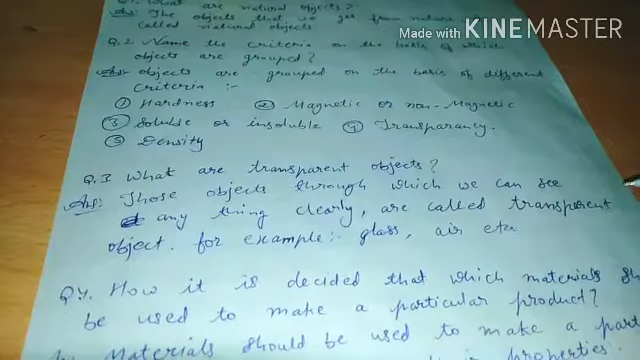 Q.1. What are natural objects?
Ans: The objects that we get from nature
called natural objects.
Made with KINEMASTER
Q.2. Name the criteria on the basis of which
objects are grouped?
Ans: objects are grouped on the basis of different
Criteria :-
① Hardness ② Magnetic or non-Magnetic
③ Soluble or insoluble ④ Transparancy.
⑤ Density
Q.3 What are transparent objects?
Ans: Those objects through which we can see
any thing clearly, are called transparent
object. for example:- glass, air etc
Q4. How it is decided that which materials sh
be used to make a particular product?
Materials should be used to make a part
properties.